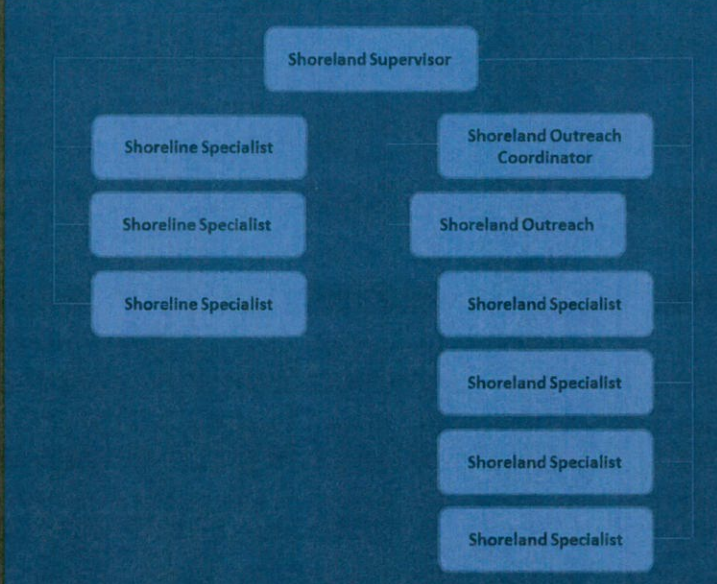 Shoreland Supervisor
Shoreline Specialist
Shoreline Specialist
Shoreline Specialist
Shoreland Outreach
Coordinator
Shoreland Outreach
Shoreland Specialist
Shoreland Specialist
Shoreland Specialist
Shoreland Specialist